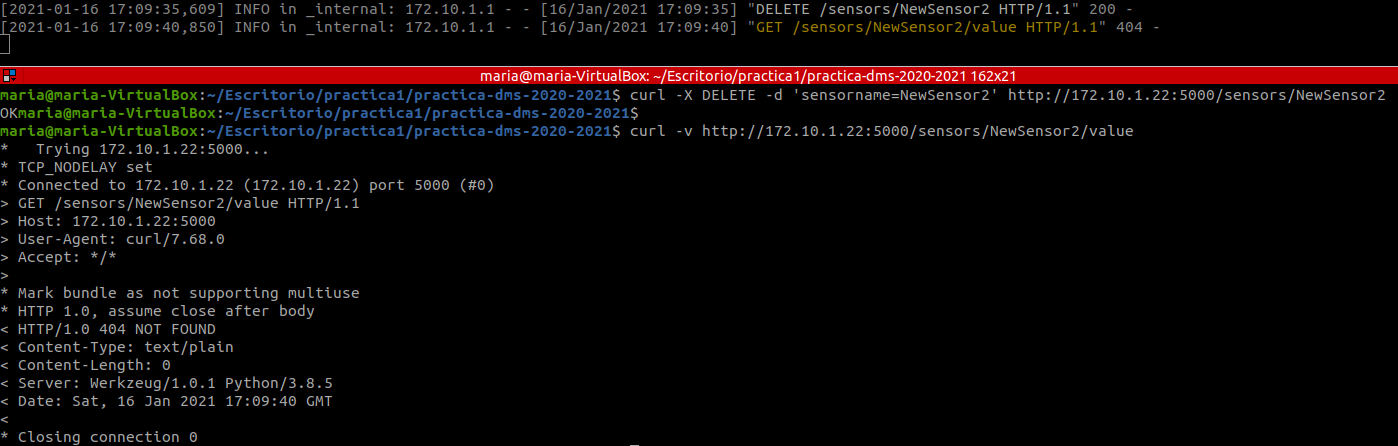 [2021-01-16 17:09:35,609] INFO in _internal: 172.10.1.1 - - [16/Jan/2021 17:09:35] "DELETE /sensors/NewSensor2 HTTP/1.1" 200 -
[2021-01-16 17:09:40,850] INFO in _internal: 172.10.1.1 - - [16/Jan/2021 17:09:40] "GET /sensors/NewSensor2/value HTTP/1.1" 404 -
maria@maria-VirtualBox: ~/Escritorio/practica1/practica-dms-2020-2021 162x21
maria@maria-VirtualBox:~/Escritorio/practica1/practica-dms-2020-2021$ curl -X DELETE -d 'sensorname=NewSensor2' http://172.10.1.22:5000/sensors/NewSensor2
OKmaria@maria-VirtualBox:~/Escritorio/practica1/practica-dms-2020-2021$
maria@maria-VirtualBox:~/Escritorio/practica1/practica-dms-2020-2021$ curl -v http://172.10.1.22:5000/sensors/NewSensor2/value
*   Trying 172.10.1.22:5000...
* TCP_NODELAY set
* Connected to 172.10.1.22 (172.10.1.22) port 5000 (#0)
> GET /sensors/NewSensor2/value HTTP/1.1
> Host: 172.10.1.22:5000
> User-Agent: curl/7.68.0
> Accept: */*
>
* Mark bundle as not supporting multiuse
* HTTP 1.0, assume close after body
< HTTP/1.0 404 NOT FOUND
< Content-Type: text/plain
< Content-Length: 0
< Server: Werkzeug/1.0.1 Python/3.8.5
< Date: Sat, 16 Jan 2021 17:09:40 GMT
<
* Closing connection 0